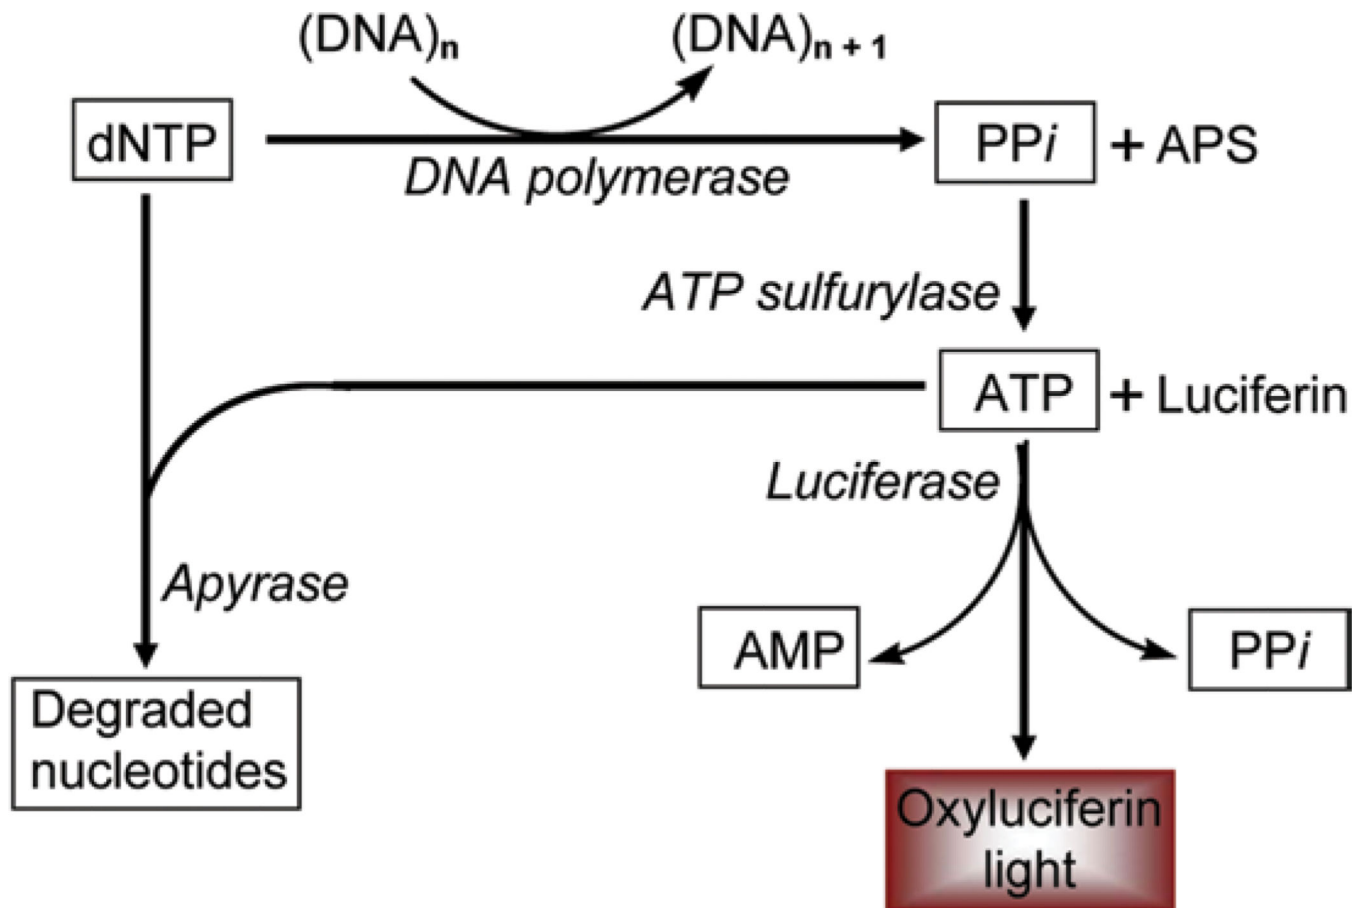 (DNA)n (DNA)n + 1
dNTP
PPi + APS
DNA polymerase
ATP sulfurylase
ATP + Luciferin
Luciferase
Apyrase
AMP
PPi
Degraded
nucleotides
Oxyluciferin
light